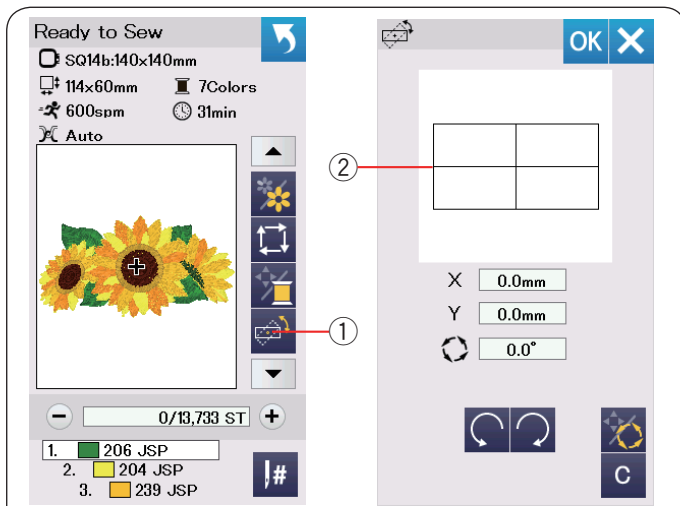 Ready to Sew
SQ14b:140x140mm
114x60mm 7Colors
600spm 31min
Auto
①
0/13,733 ST
1. 206 JSP
2. 204 JSP
3. 239 JSP
#
OK
②
X 0.0mm
Y 0.0mm
0.0°
C